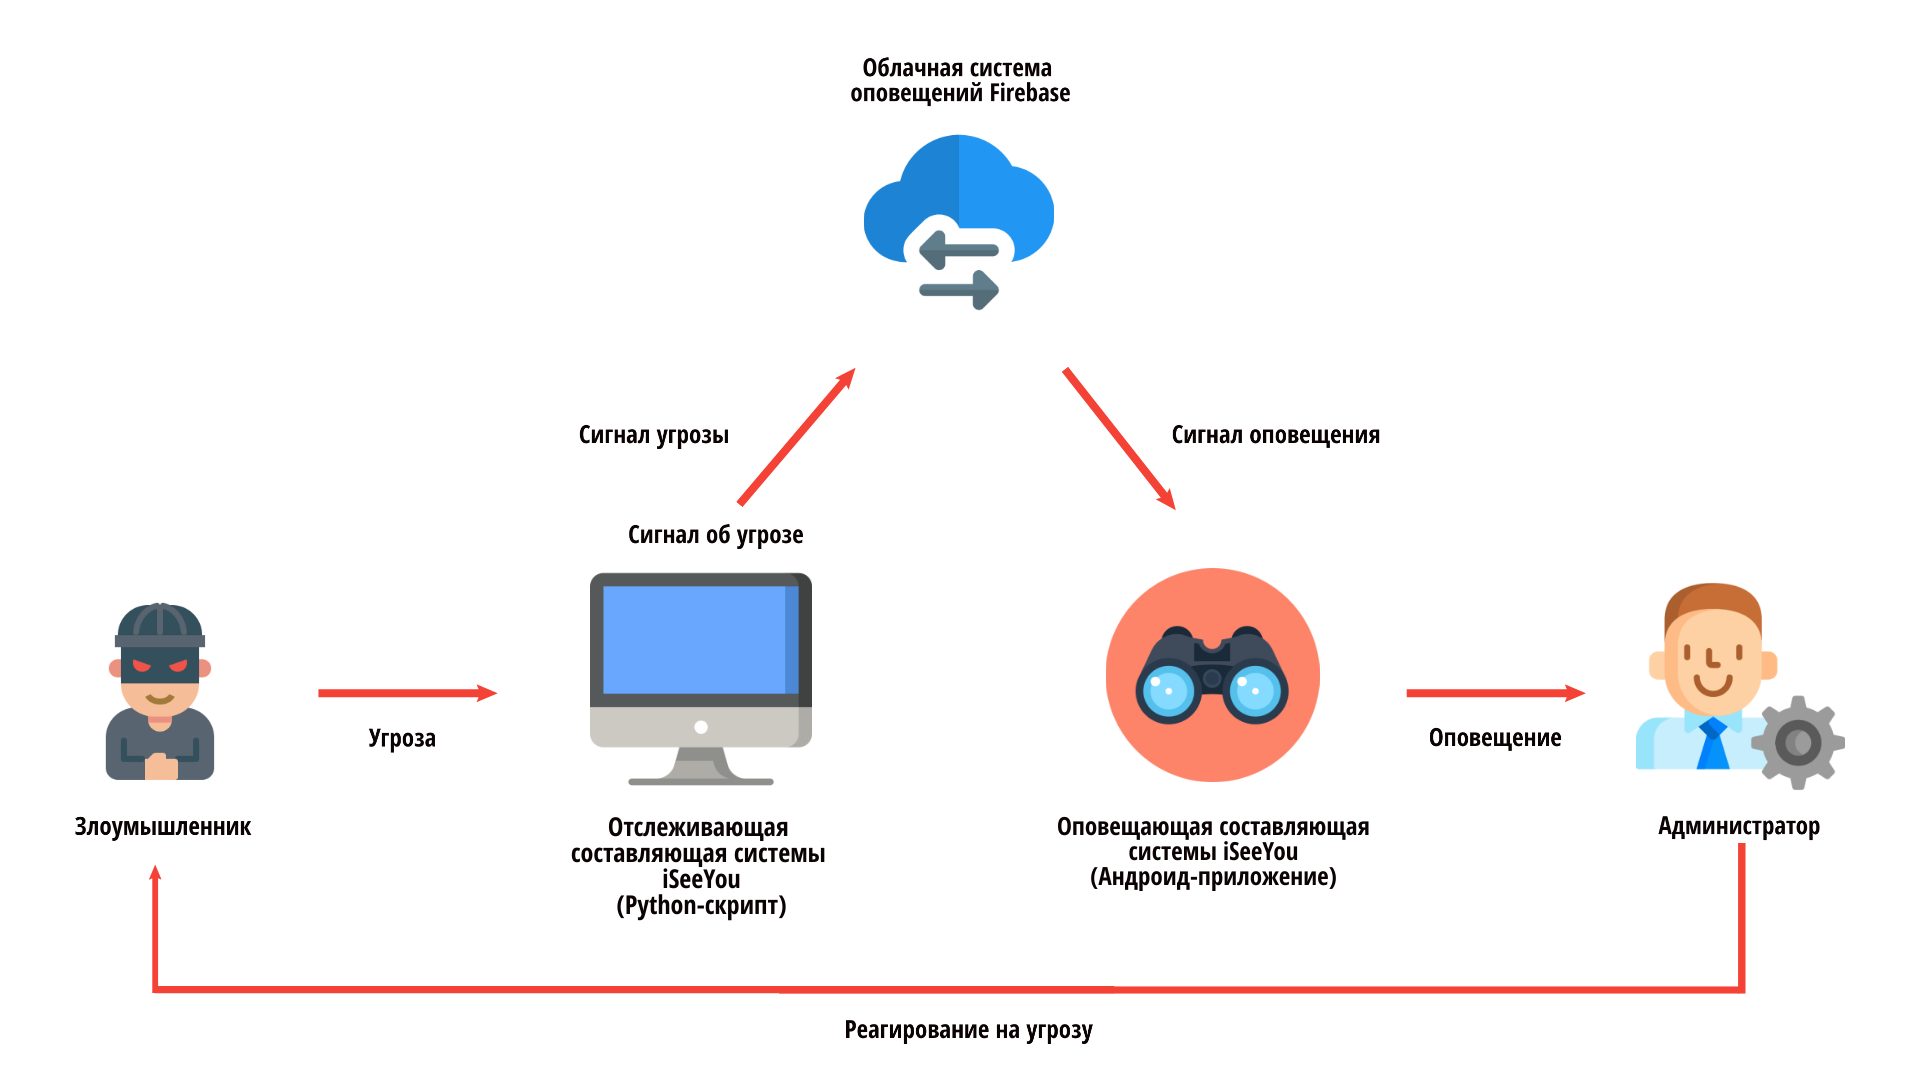 Облачная система
оповещений Firebase
Сигнал угрозы
Сигнал оповещения
Сигнал об угрозе
Угроза
Оповещение
Злоумышленник
Отслеживающая
составляющая системы
iSeeYou
(Python-скрипт)
Оповещающая составляющая
системы iSeeYou
(Андроид-приложение)
Администратор
Реагирование на угрозу